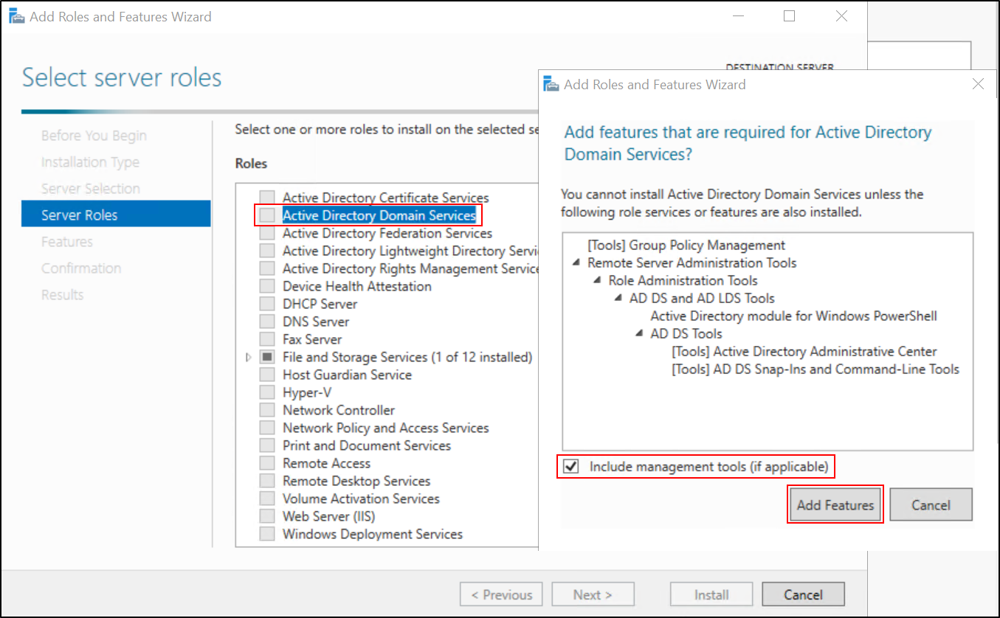 Add Roles and Features Wizard
Select server roles
DESTINATION SERVER
Before You Begin
Installation Type
Server Selection
Server Roles
Features
Confirmation
Results
Select one or more roles to install on the selected
Roles
Active Directory Certificate Services
Active Directory Domain Services
Active Directory Federation Services
Active Directory Lightweight Directory
Active Directory Rights Management Service
Device Health Attestation
DHCP Server
DNS Server
Fax Server
File and Storage Services (1 of 12 installed)
Host Guardian Service
Hyper-V
Network Controller
Network Policy and Access Services
Print and Document Services
Remote Access
Remote Desktop Services
Volume Activation Services
Web Server (IIS)
Windows Deployment Services
< Previous
Next >
Install
Cancel
Add Roles and Features Wizard
Add features that are required for Active Directory
Domain Services?
You cannot install Active Directory Domain Services unless the
following role services or features are also installed.
[Tools] Group Policy Management
Remote Server Administration Tools
Role Administration Tools
AD DS and AD LDS Tools
Active Directory module for Windows PowerShell
AD DS Tools
[Tools] Active Directory Administrative Center
[Tools] AD DS Snap-Ins and Command-Line Tools
Include management tools (if applicable)
Add Features
Cancel